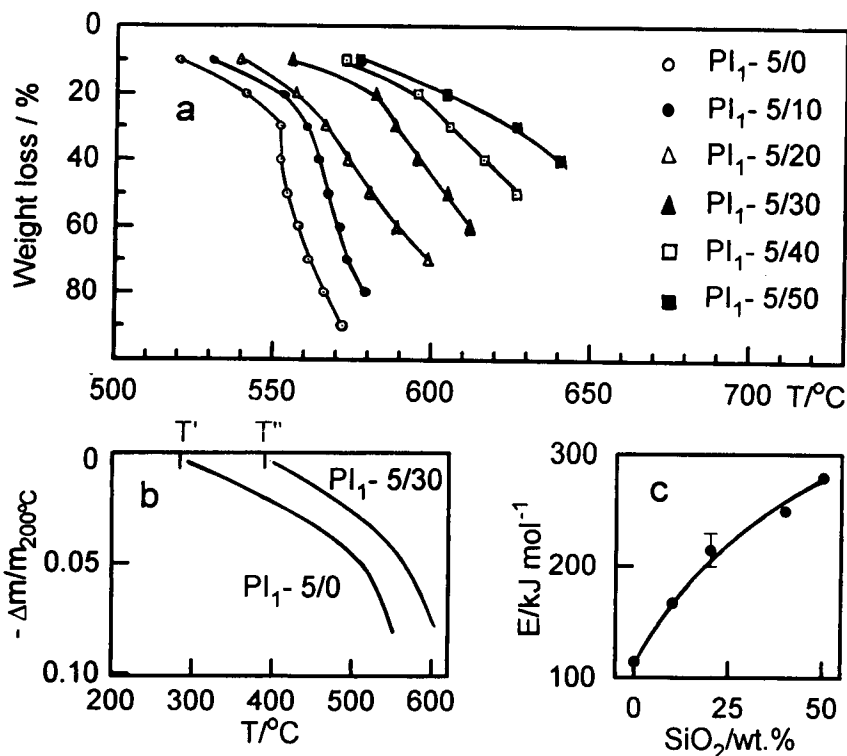 0
20
40
60
80
Weight loss / %
a
PI₁- 5/0
PI₁- 5/10
PI₁- 5/20
PI₁- 5/30
PI₁- 5/40
PI₁- 5/50
500
550
600
650
700
T/°C
T'
T"
0
0.05
0.10
- Δm/m200°C
b
PI₁- 5/30
PI₁- 5/0
200
300
400
500
600
T/°C
300
200
100
E/kJ mol⁻¹
c
0
25
50
SiO₂/wt.%